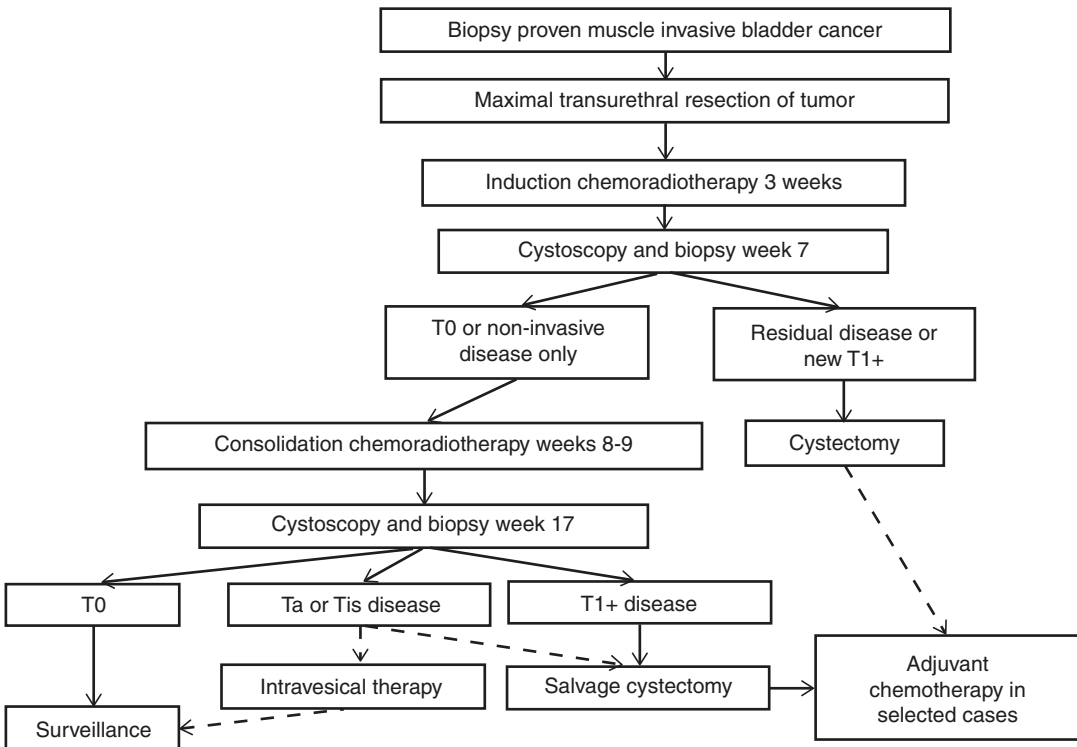 Biopsy proven muscle invasive bladder cancer
Maximal transurethral resection of tumor
Induction chemoradiotherapy 3 weeks
Cystoscopy and biopsy week 7
T0 or non-invasive
disease only
Residual disease or
new T1+
Consolidation chemoradiotherapy weeks 8-9
Cystectomy
Cystoscopy and biopsy week 17
T0
Ta or Tis disease
T1+ disease
Intravesical therapy
Salvage cystectomy
Adjuvant
chemotherapy in
selected cases
Surveillance